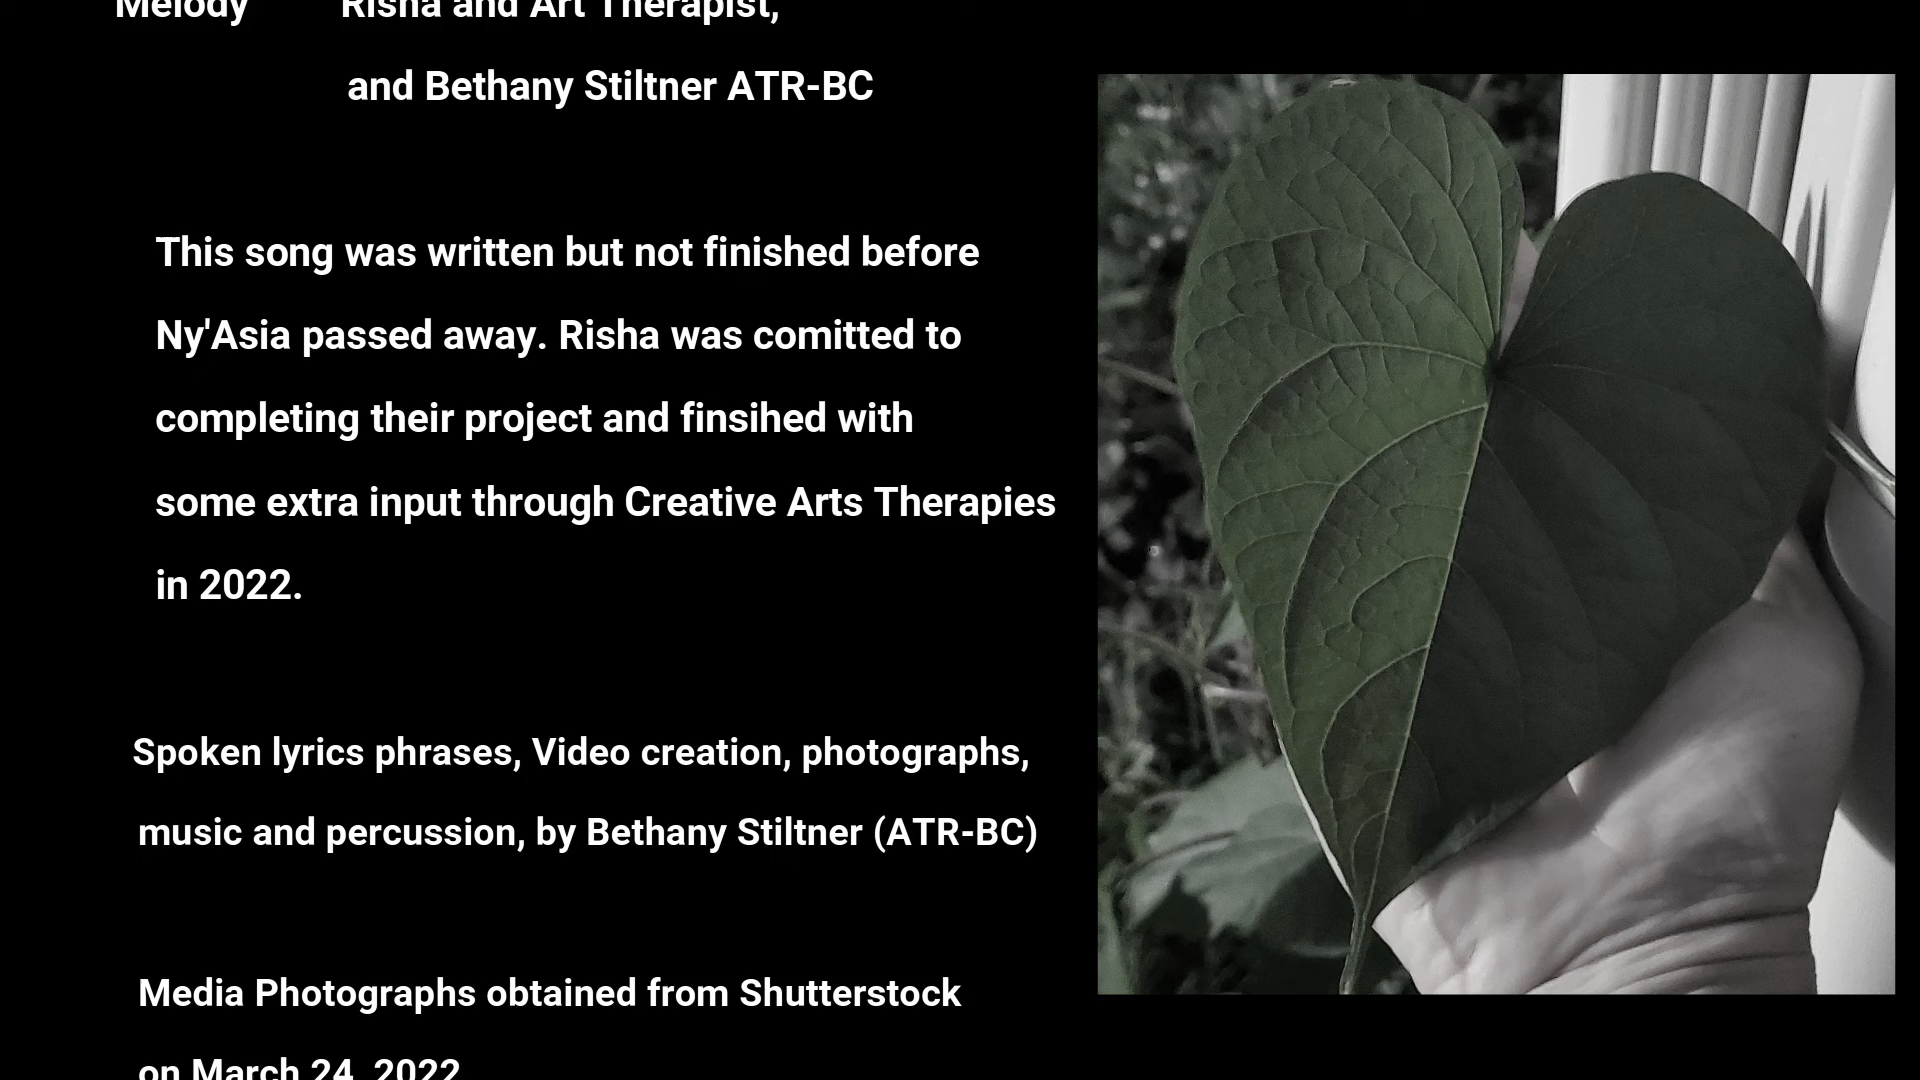 Melody Risha and Art Therapist,
and Bethany Stiltner ATR-BC
This song was written but not finished before
Ny'Asia passed away. Risha was comitted to
completing their project and finsihed with
some extra input through Creative Arts Therapies
in 2022.
Spoken lyrics phrases, Video creation, photographs,
music and percussion, by Bethany Stiltner (ATR-BC)
Media Photographs obtained from Shutterstock
on March 24, 2022